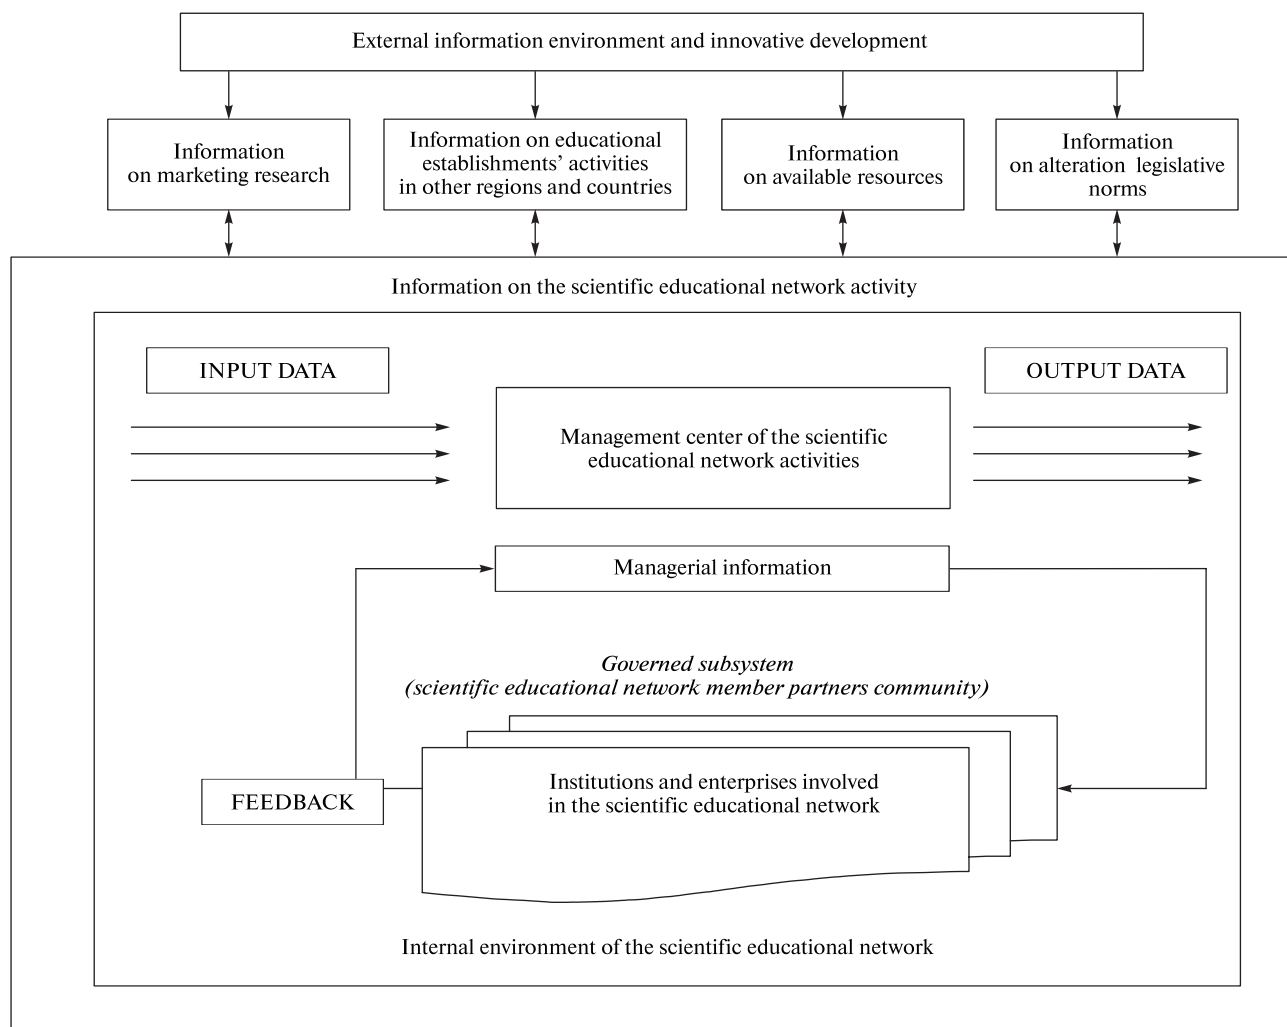 External information environment and innovative development
Information
on marketing research
Information on educational
establishments’ activities
in other regions and countries
Information
on available resources
Information
on alteration legislative
norms
Information on the scientific educational network activity
INPUT DATA
OUTPUT DATA
Management center of the scientific
educational network activities
Managerial information
Governed subsystem
(scientific educational network member partners community)
Institutions and enterprises involved
in the scientific educational network
FEEDBACK
Internal environment of the scientific educational network